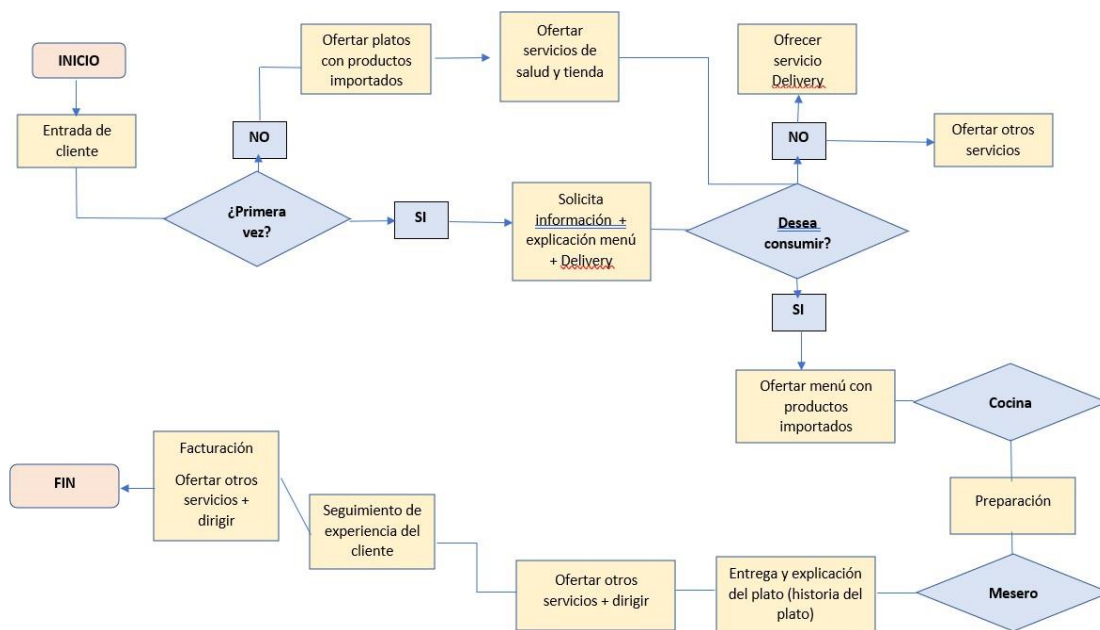 INICIO
Entrada de
cliente
¿Primera
vez?
NO
Ofertar platos
con productos
importados
Ofertar
servicios de
salud y tienda
SI
Solicita
información +
explicación menú
+ Delivery
Desea
consumir?
NO
Ofrecer
servicio
Delivery
Ofertar otros
servicios
SI
Ofertar menú con
productos
importados
Cocina
Preparación
Mesero
Entrega y explicación
del plato (historia del
plato)
Ofertar otros
servicios + dirigir
Seguimiento de
experiencia del
cliente
Facturación
Ofertar otros
servicios +
dirigir
FIN